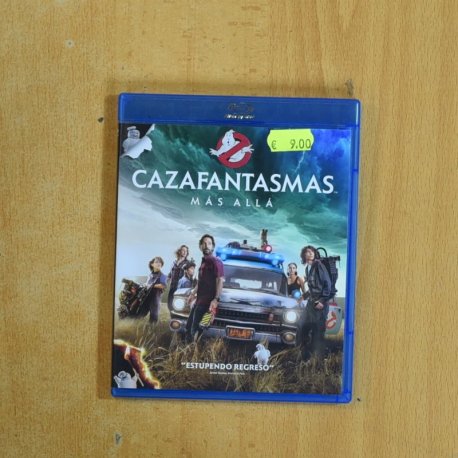 € 9.00
CAZAFANTASMAS
MÁS ALLÁ
"ESTUPENDO REGRESO"